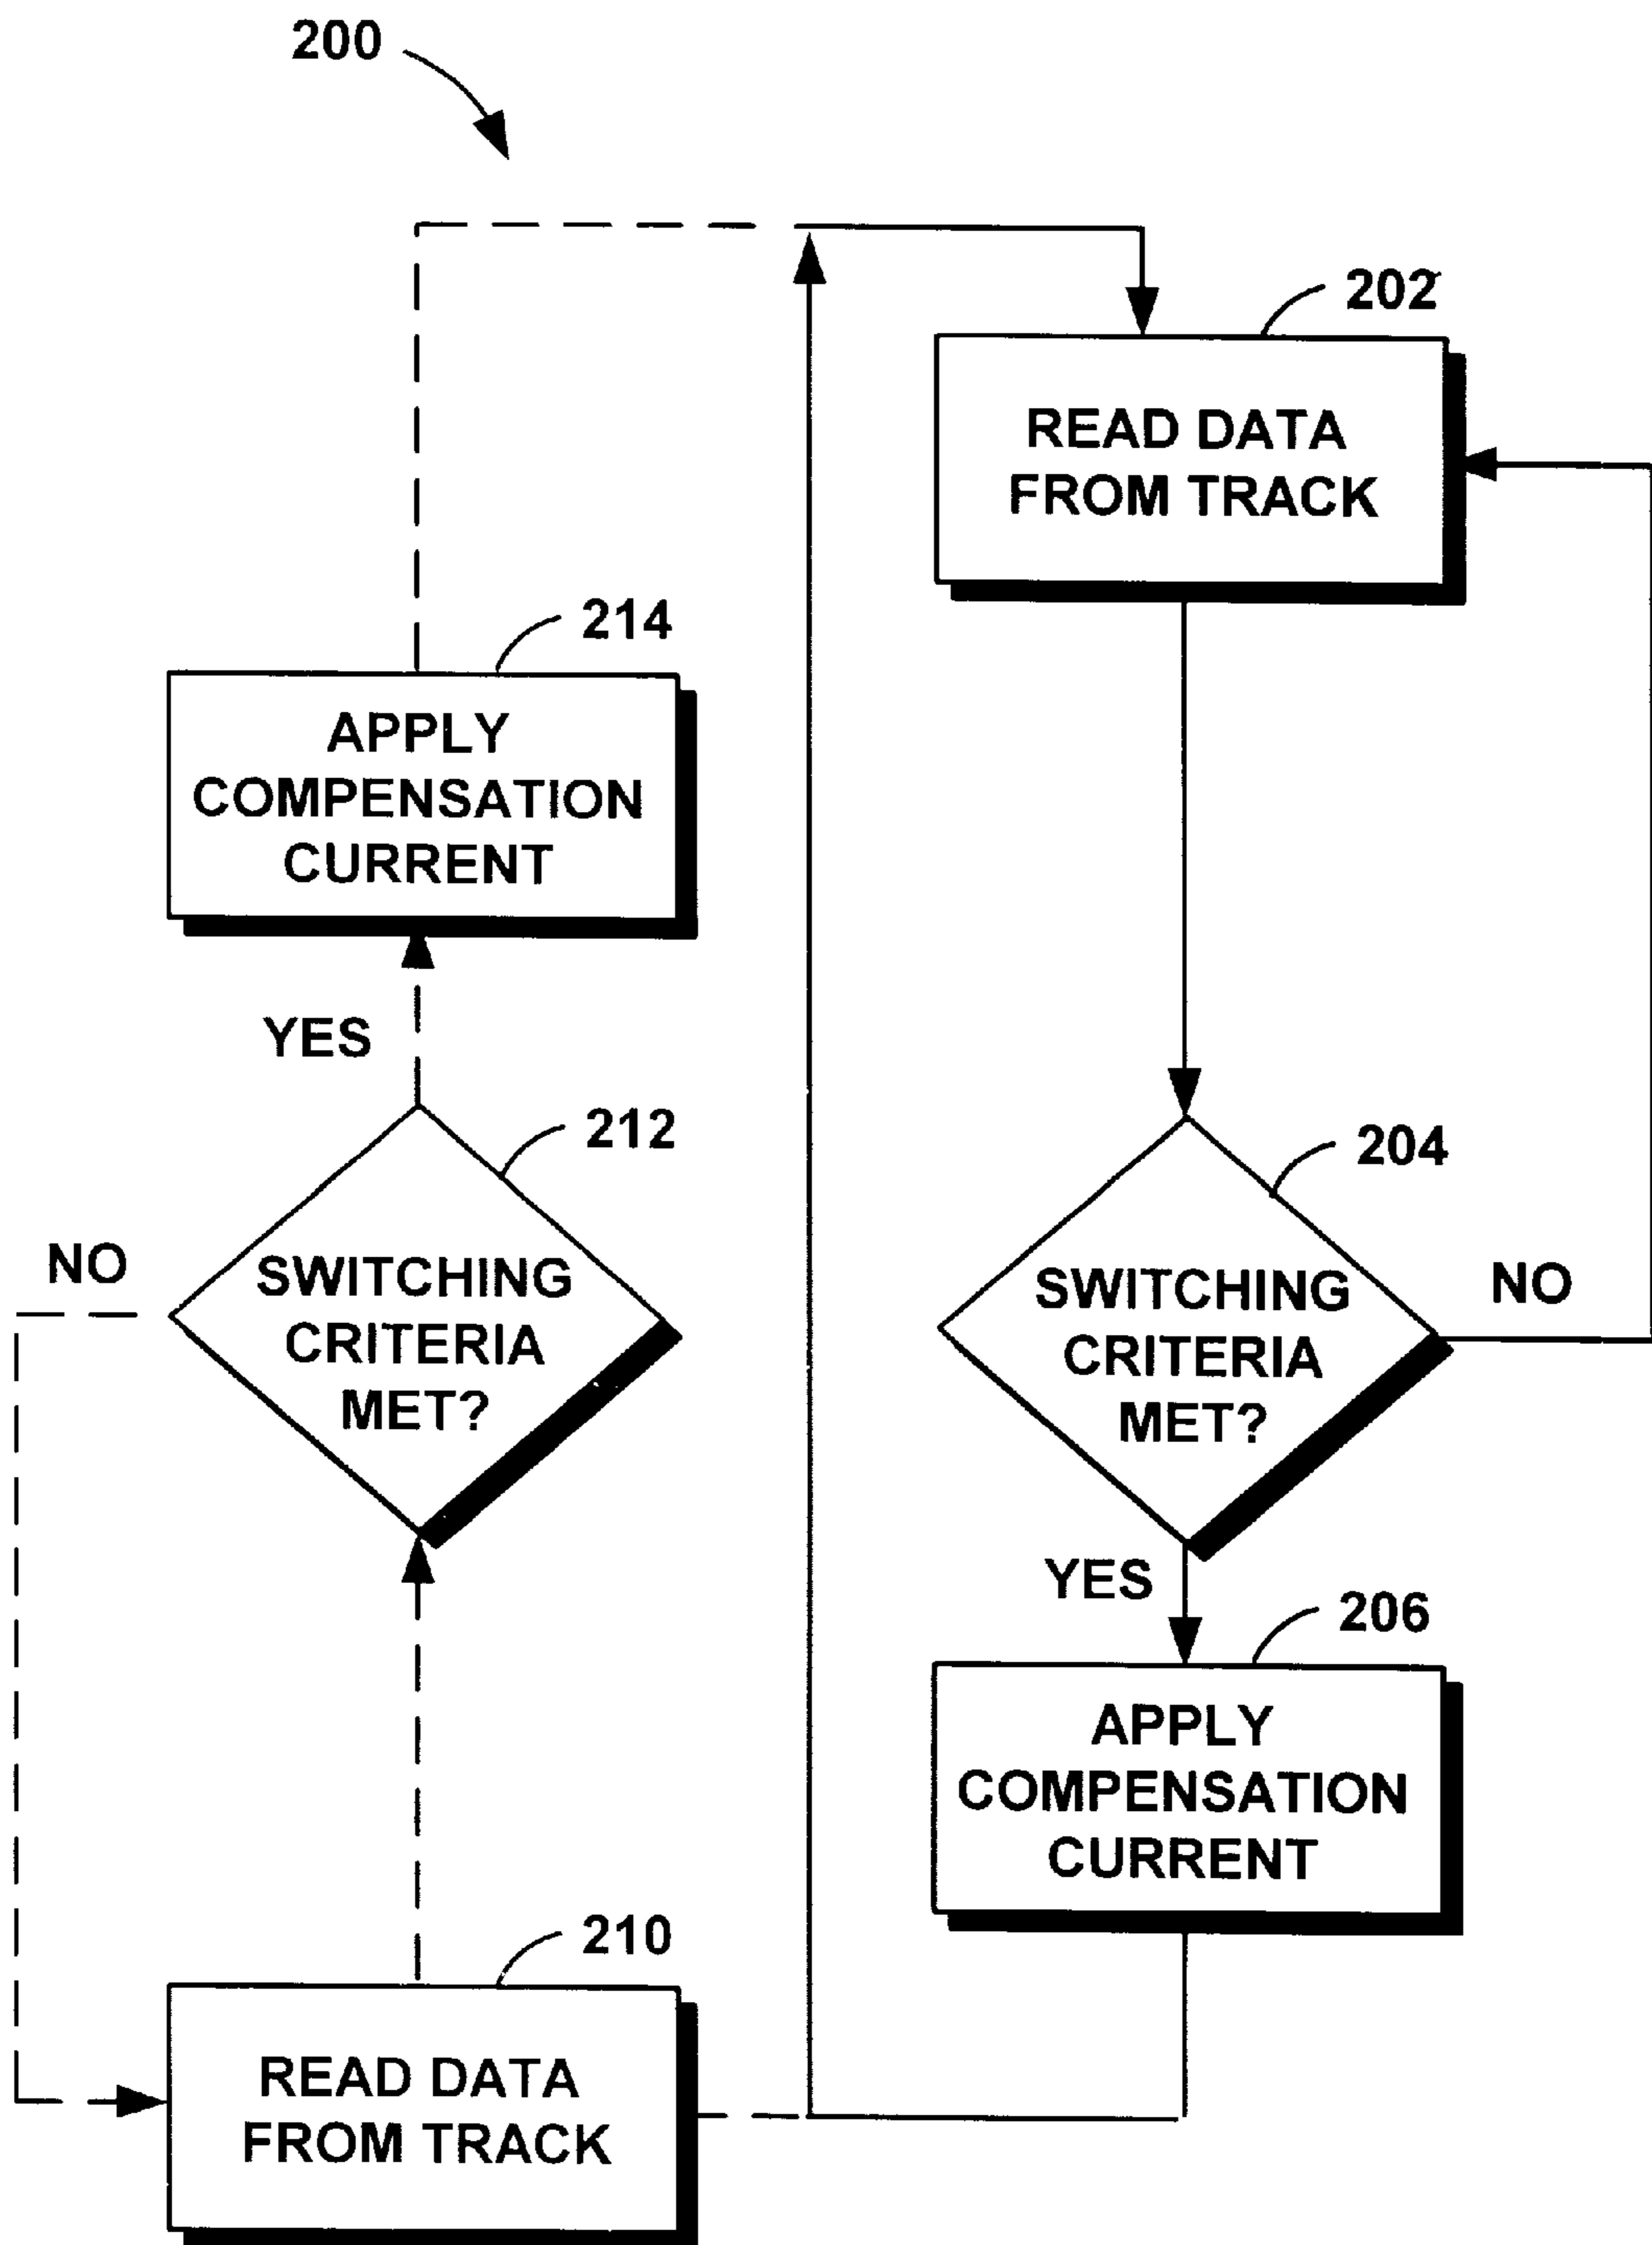 200
202
READ DATA
FROM TRACK
214
APPLY
COMPENSATION
CURRENT
YES
212
204
NO
SWITCHING
CRITERIA
MET?
SWITCHING
CRITERIA
MET?
NO
YES
206
APPLY
COMPENSATION
CURRENT
210
READ DATA
FROM TRACK